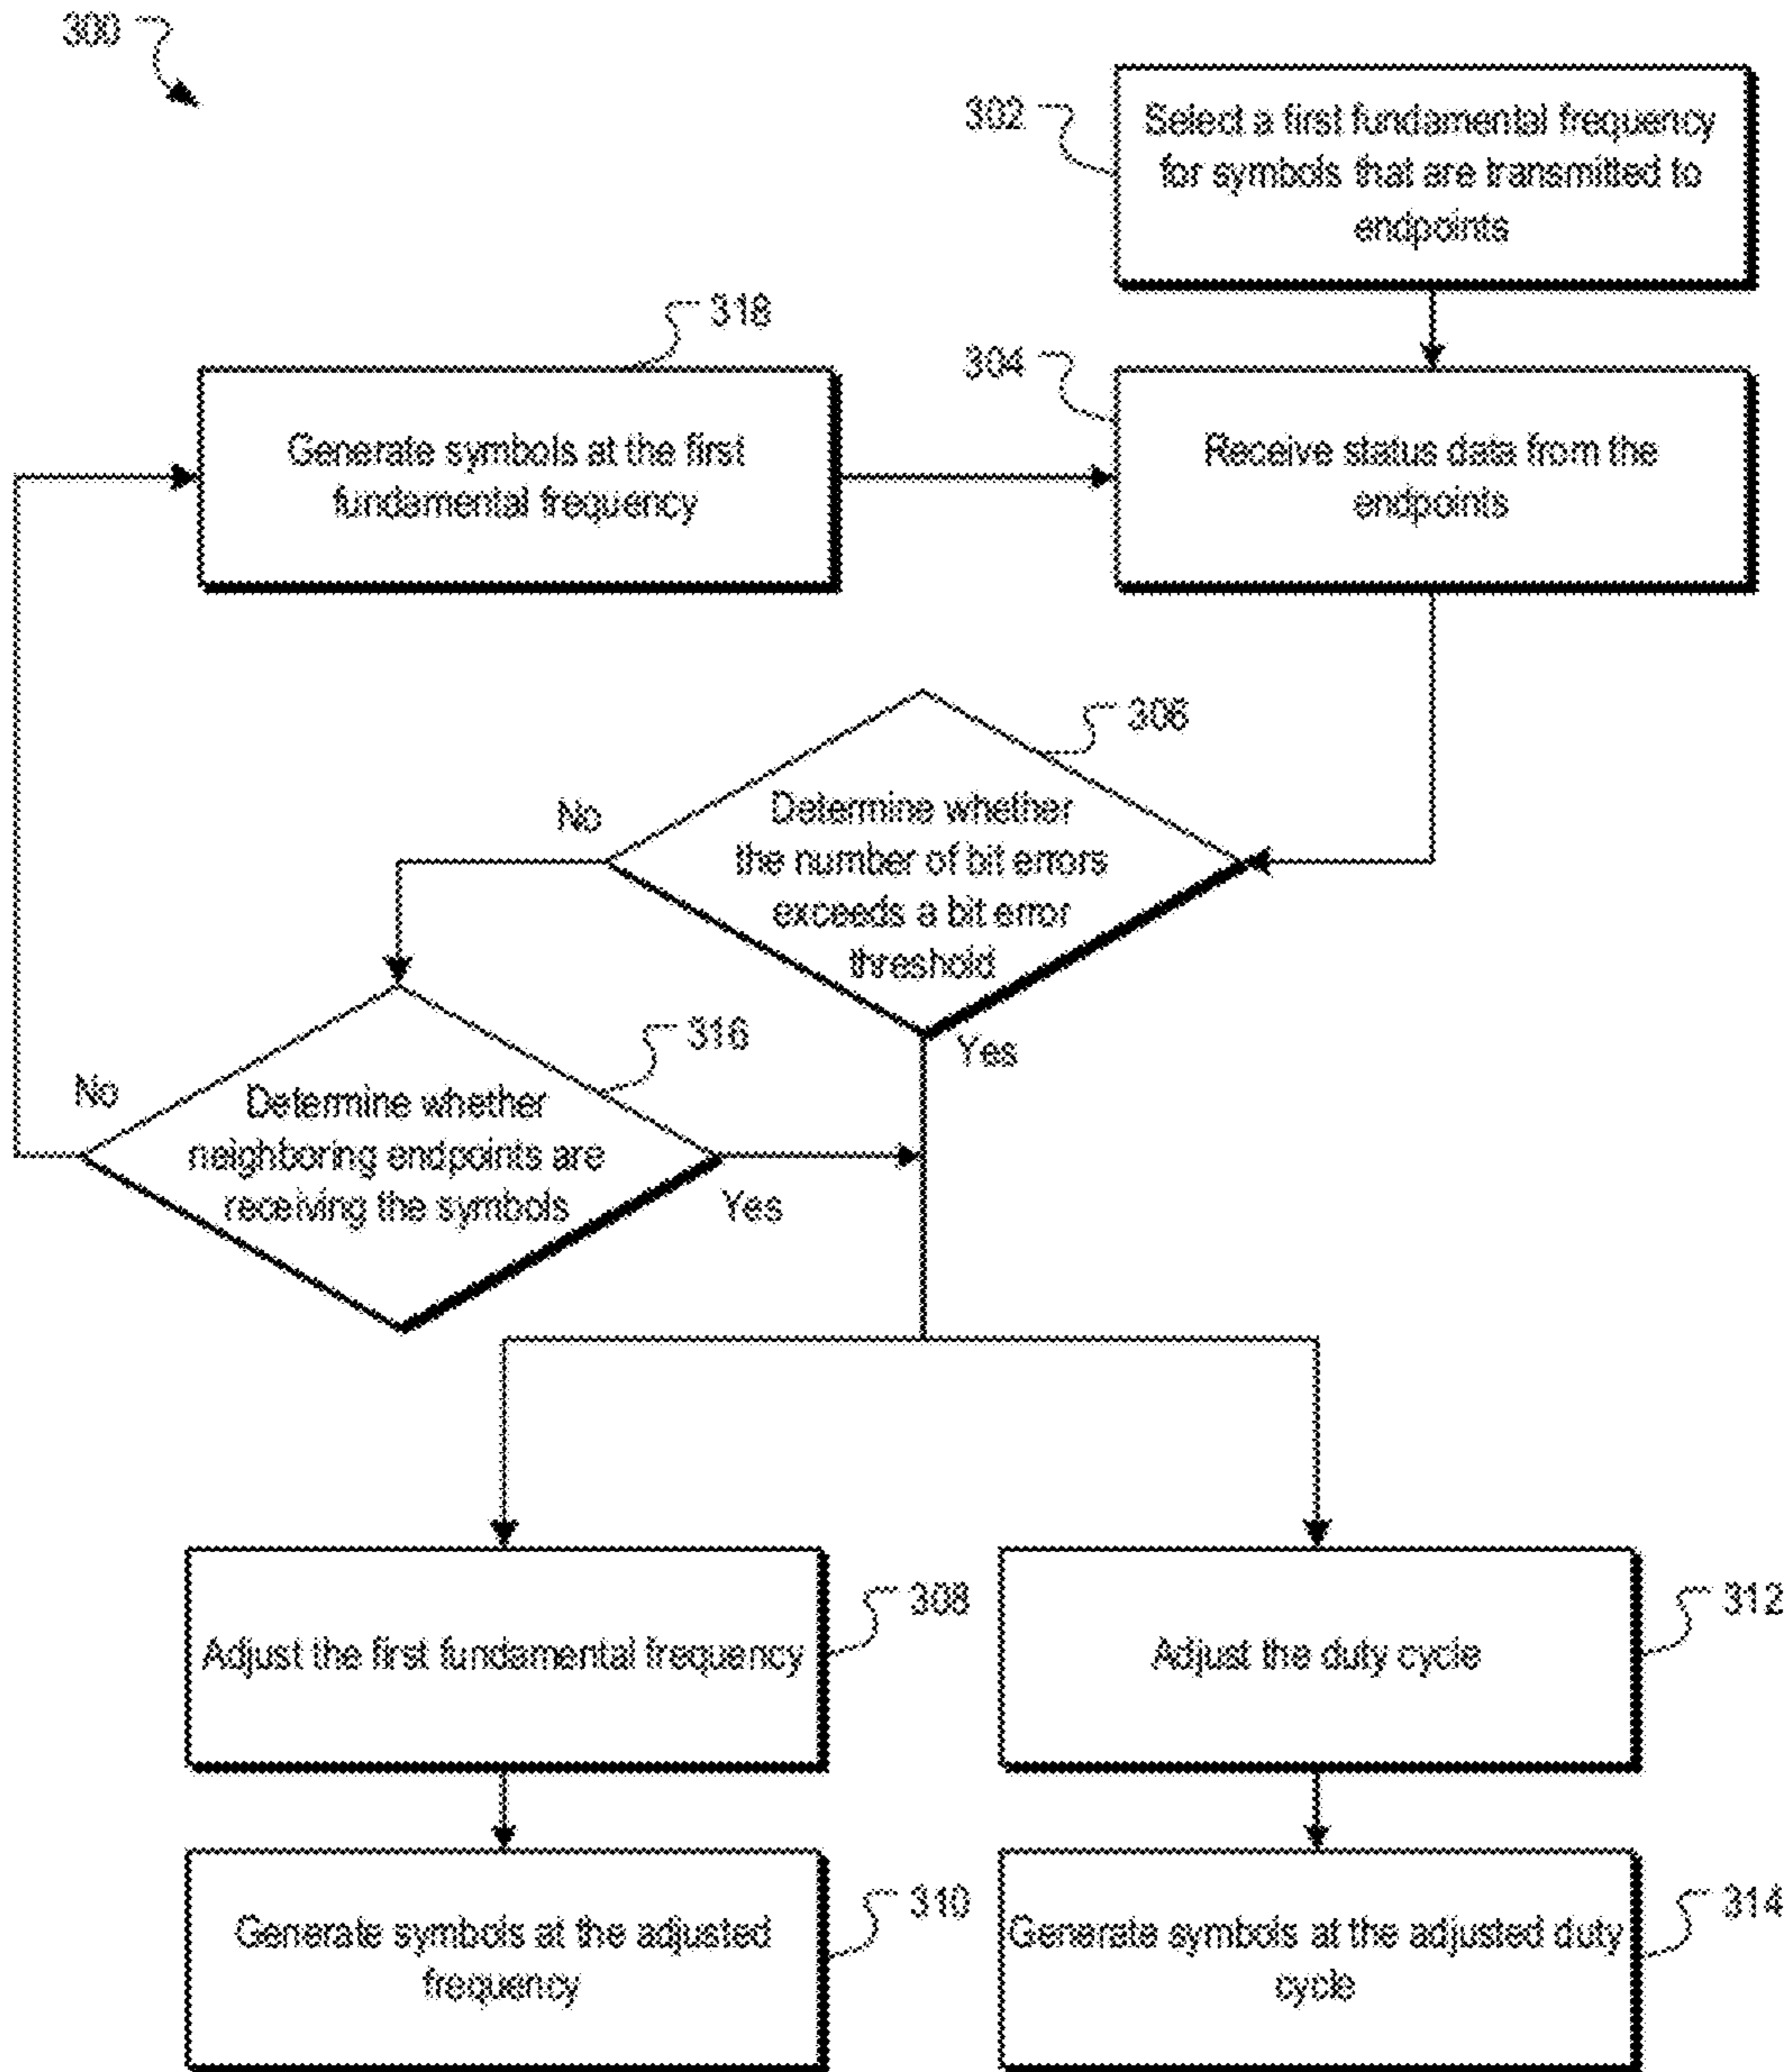 300
302
Select a first fundamental frequency
for symbols that are transmitted to
endpoints
318
Generate symbols at the first
fundamental frequency
304
Receive status data from the
endpoints
306
Determine whether
the number of bit errors
exceeds a bit error
threshold
No
Yes
316
Determine whether
neighboring endpoints are
receiving the symbols
No
Yes
308
Adjust the first fundamental frequency
312
Adjust the duty cycle
310
Generate symbols at the adjusted
frequency
314
Generate symbols at the adjusted duty
cycle